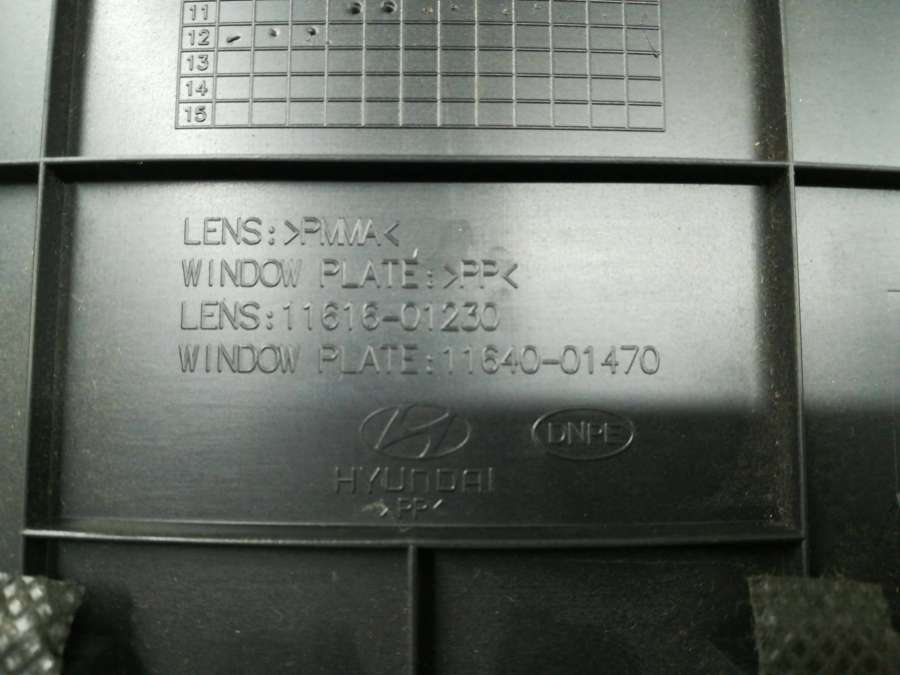 11
12
13
14
15
LENS:>PMMA<
WINDOW PLATE:>PP<
LENS:11616-01230
WINDOW PLATE:11640-01470
DNPE
HYUNDAI
>PP<